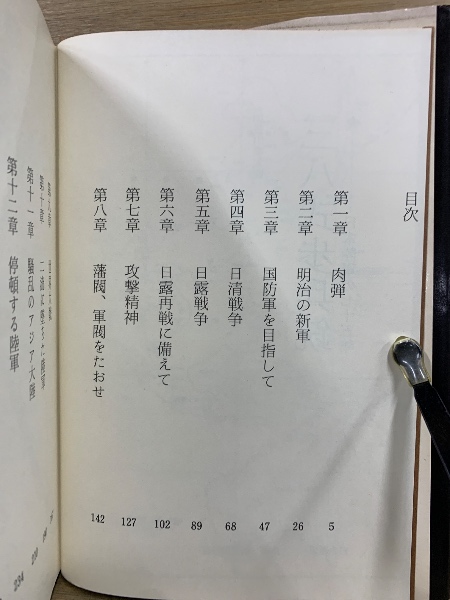 目次
第一章 肉弾 5
第二章 明治の新軍 26
第三章 国防軍を目指して 47
第四章 日清戦争 68
第五章 日露戦争 89
第六章 日露再戦に備えて 102
第七章 攻撃精神 127
第八章 藩閥、軍閥をたおせ 142
第十一章 騒乱のアジア大陸
第十二章 停頓する陸軍 234